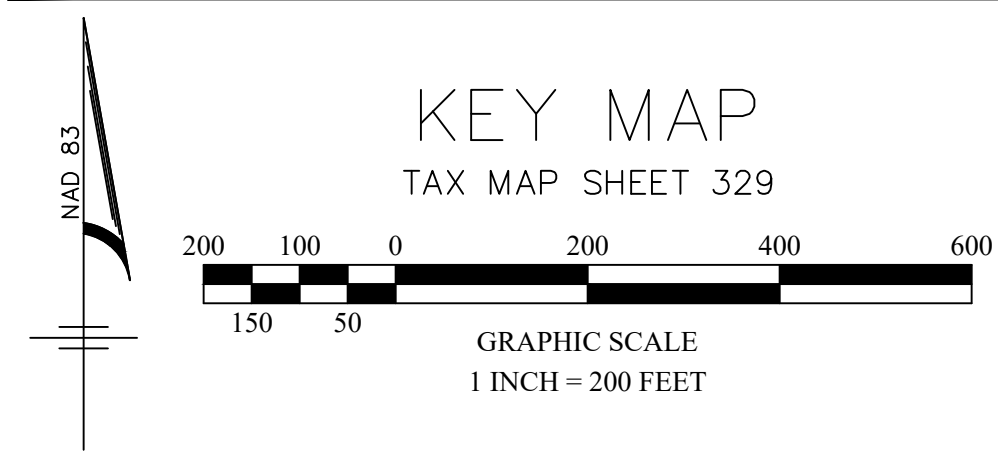 NAD 83
KEY MAP
TAX MAP SHEET 329
200 100 0 200 400 600
150 50
GRAPHIC SCALE
1 INCH = 200 FEET